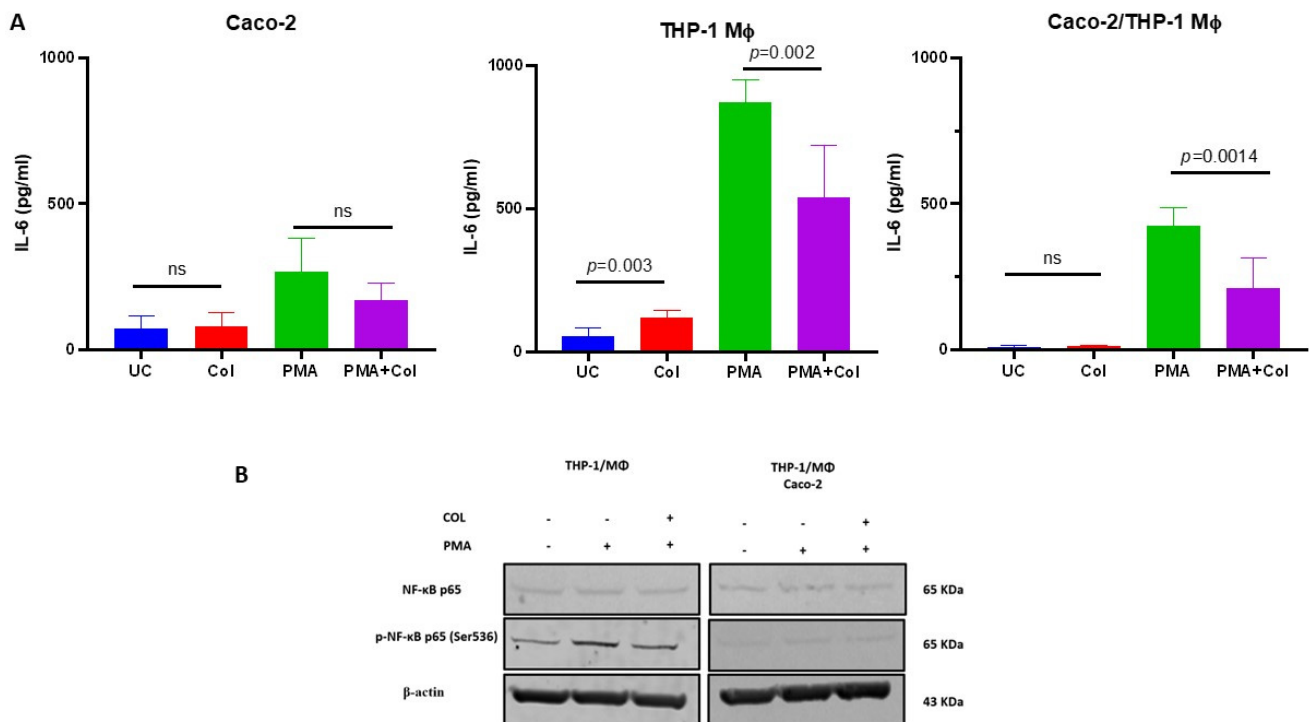 A
Caco-2
IL-6 (pg/ml)
1000
500
0
ns
ns
UC Col PMA PMA+Col
THP-1 Mϕ
IL-6 (pg/ml)
1000
500
0
p=0.003
p=0.002
UC Col PMA PMA+Col
Caco-2/THP-1 Mϕ
IL-6 (pg/ml)
1000
500
0
ns
p=0.0014
UC Col PMA PMA+Col
B
THP-1/MΦ
THP-1/MΦ
Caco-2
COL - - + - - +
PMA - + + - + +
NF-κB p65 65 KDa
p-NF-κB p65 (Ser536) 65 KDa
β-actin 43 KDa